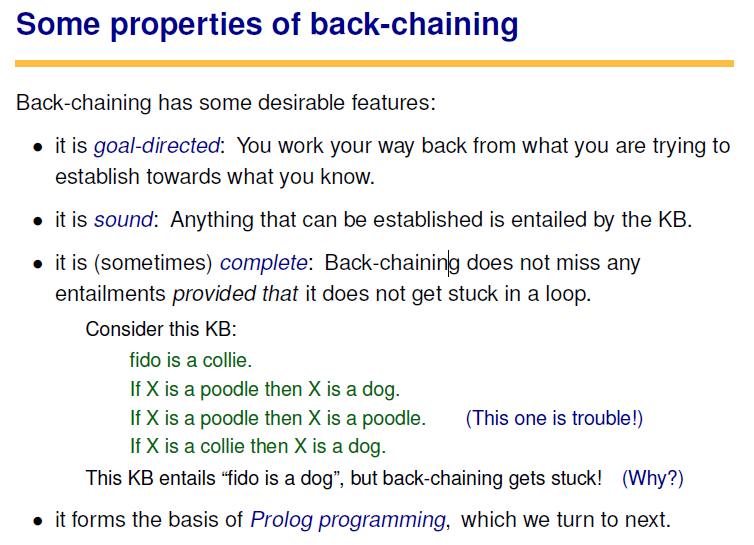 Some properties of back-chaining
Back-chaining has some desirable features:
• it is goal-directed: You work your way back from what you are trying to
establish towards what you know.
• it is sound: Anything that can be established is entailed by the KB.
• it is (sometimes) complete: Back-chaining does not miss any
entailments provided that it does not get stuck in a loop.
Consider this KB:
fido is a collie.
If X is a poodle then X is a dog.
If X is a poodle then X is a poodle. (This one is trouble!)
If X is a collie then X is a dog.
This KB entails “fido is a dog”, but back-chaining gets stuck! (Why?)
• it forms the basis of Prolog programming, which we turn to next.